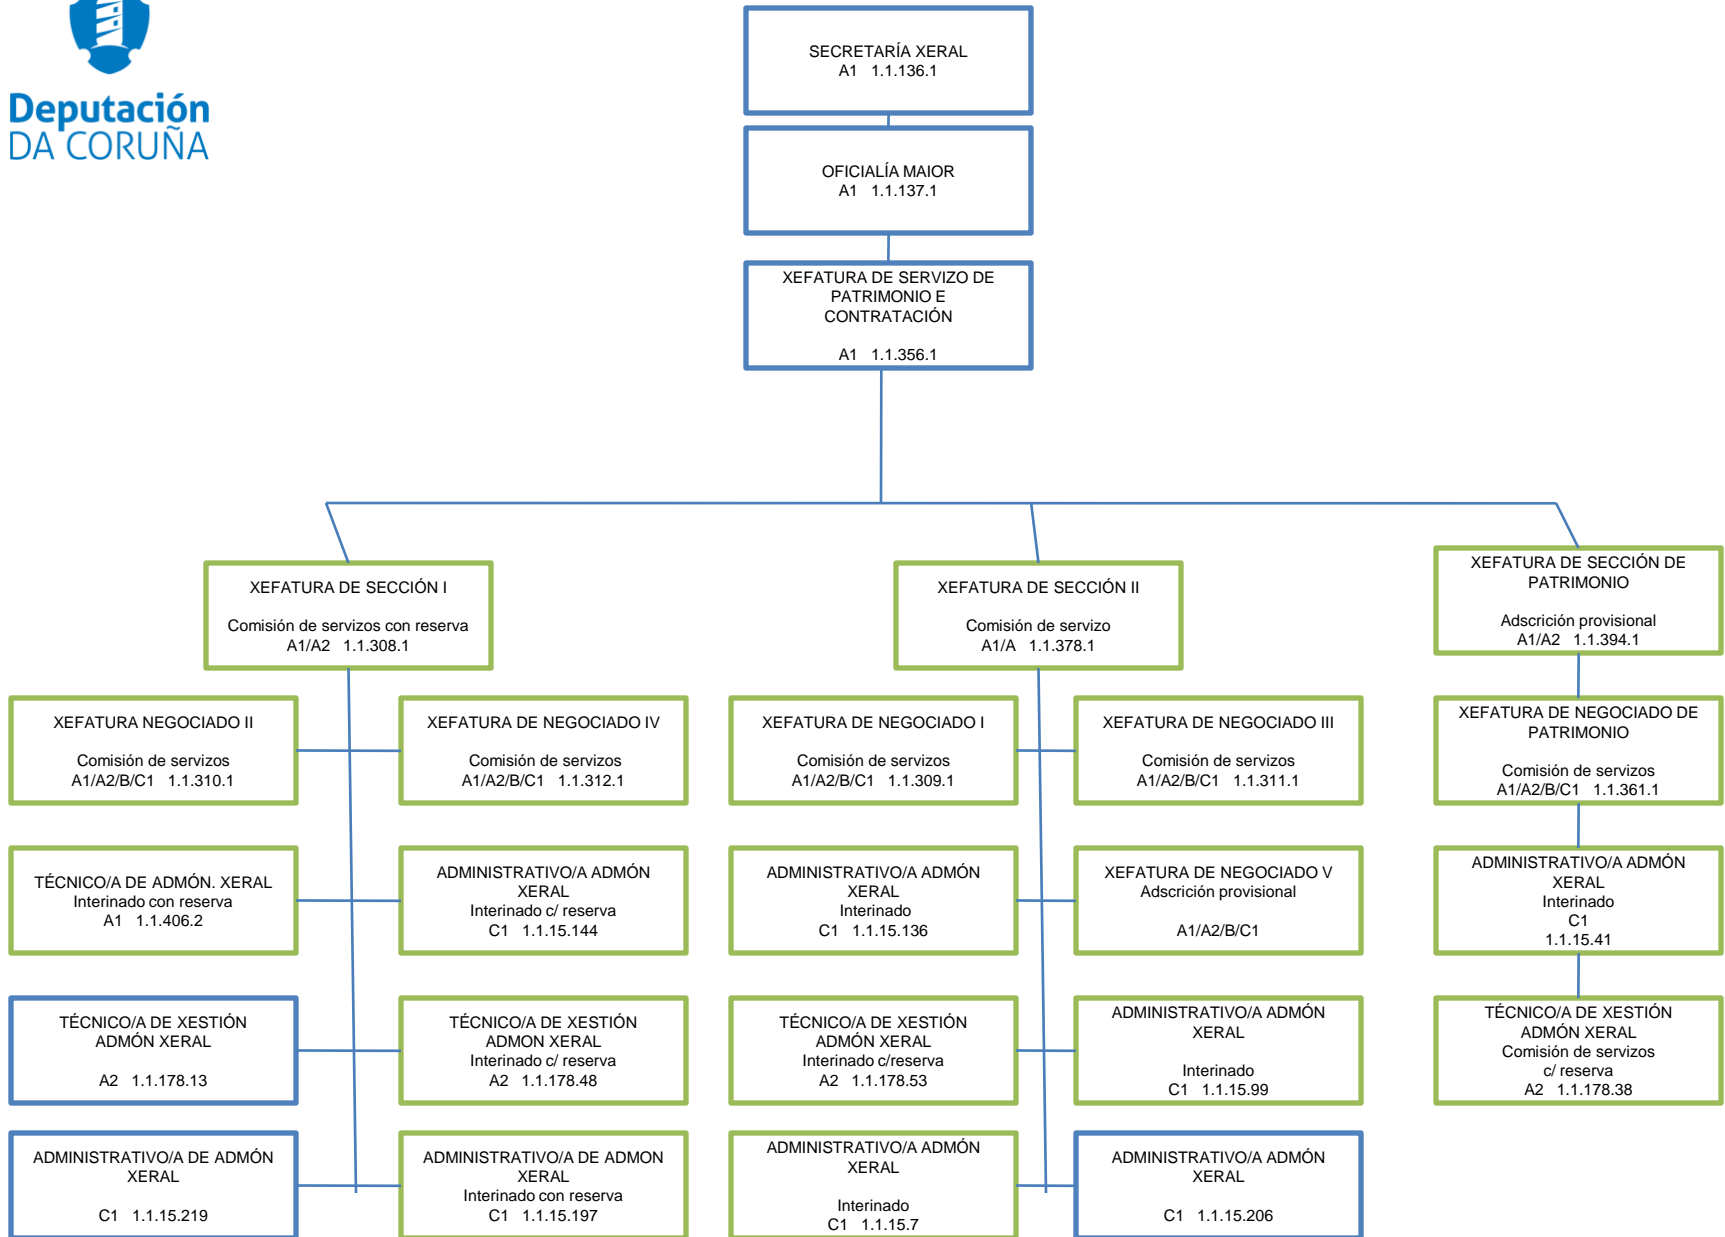 Deputación
DA CORUÑA
SECRETARÍA XERAL
A1 1.1.136.1
OFICIALÍA MAIOR
A1 1.1.137.1
XEFATURA DE SERVIZO DE
PATRIMONIO E
CONTRATACIÓN
A1 1.1.356.1
XEFATURA DE SECCIÓN I
Comisión de servizos con reserva
A1/A2 1.1.308.1
XEFATURA DE SECCIÓN II
Comisión de servizo
A1/A 1.1.378.1
XEFATURA DE SECCIÓN DE
PATRIMONIO
Adscrición provisional
A1/A2 1.1.394.1
XEFATURA NEGOCIADO II
Comisión de servizos
A1/A2/B/C1 1.1.310.1
XEFATURA DE NEGOCIADO IV
Comisión de servizos
A1/A2/B/C1 1.1.312.1
XEFATURA DE NEGOCIADO I
Comisión de servizos
A1/A2/B/C1 1.1.309.1
XEFATURA DE NEGOCIADO III
Comisión de servizos
A1/A2/B/C1 1.1.311.1
XEFATURA DE NEGOCIADO DE
PATRIMONIO
Comisión de servizos
A1/A2/B/C1 1.1.361.1
TÉCNICO/A DE ADMÓN. XERAL
Interinado con reserva
A1 1.1.406.2
ADMINISTRATIVO/A ADMÓN
XERAL
Interinado c/ reserva
C1 1.1.15.144
ADMINISTRATIVO/A ADMÓN
XERAL
Interinado
C1 1.1.15.136
XEFATURA DE NEGOCIADO V
Adscrición provisional
A1/A2/B/C1
ADMINISTRATIVO/A ADMÓN
XERAL
Interinado
C1
1.1.15.41
TÉCNICO/A DE XESTIÓN
ADMÓN XERAL
A2 1.1.178.13
TÉCNICO/A DE XESTIÓN
ADMON XERAL
Interinado c/ reserva
A2 1.1.178.48
TÉCNICO/A DE XESTIÓN
ADMÓN XERAL
Interinado c/reserva
A2 1.1.178.53
ADMINISTRATIVO/A ADMÓN
XERAL
Interinado
C1 1.1.15.99
TÉCNICO/A DE XESTIÓN
ADMÓN XERAL
Comisión de servizos
c/ reserva
A2 1.1.178.38
ADMINISTRATIVO/A DE ADMÓN
XERAL
C1 1.1.15.219
ADMINISTRATIVO/A DE ADMON
XERAL
Interinado con reserva
C1 1.1.15.197
ADMINISTRATIVO/A ADMÓN
XERAL
Interinado
C1 1.1.15.7
ADMINISTRATIVO/A ADMÓN
XERAL
C1 1.1.15.206